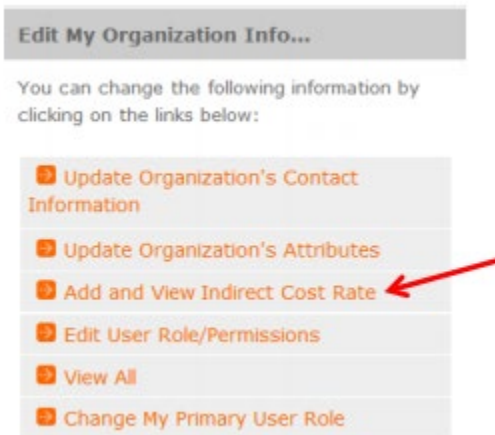 Edit My Organization Info...
You can change the following information by
clicking on the links below:
Update Organization's Contact
Information
Update Organization's Attributes
Add and View Indirect Cost Rate
Edit User Role/Permissions
View All
Change My Primary User Role